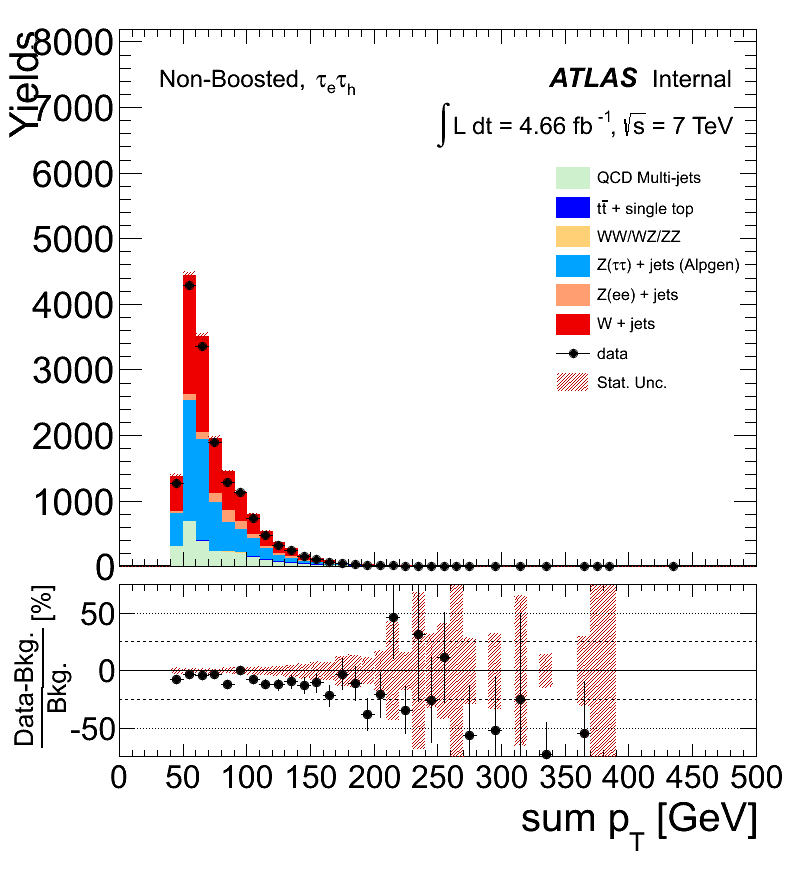 Yields
8000
7000
6000
5000
4000
3000
2000
1000
0
Non-Boosted, τeτh
ATLAS Internal
∫L dt = 4.66 fb-1, √s = 7 TeV
QCD Multi-jets
tt̄ + single top
WW/WZ/ZZ
Z(ττ) + jets (Alpgen)
Z(ee) + jets
W + jets
data
Stat. Unc.
Data-Bkg.
Bkg.
[%]
50
0
-50
0 50 100 150 200 250 300 350 400 450 500
sum pT [GeV]